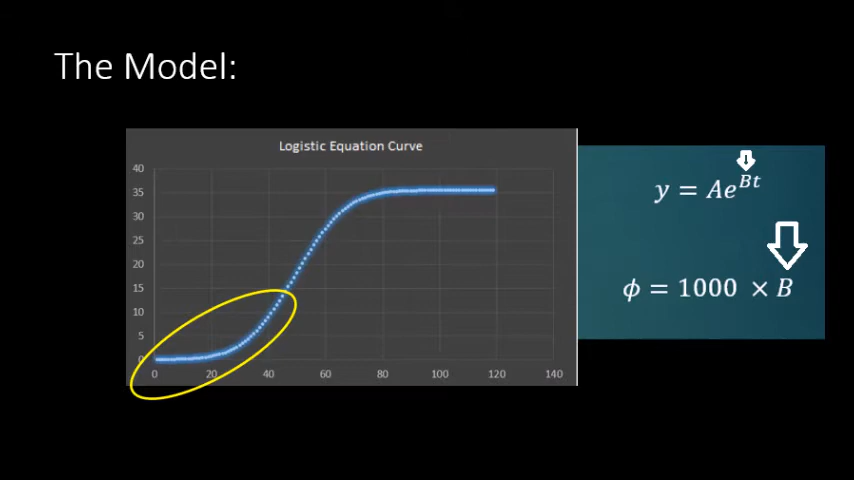 The Model:
Logistic Equation Curve
40
35
30
25
20
15
10
5
0
0 20 40 60 80 100 120 140
y = Ae^{Bt}
ϕ = 1000 × B